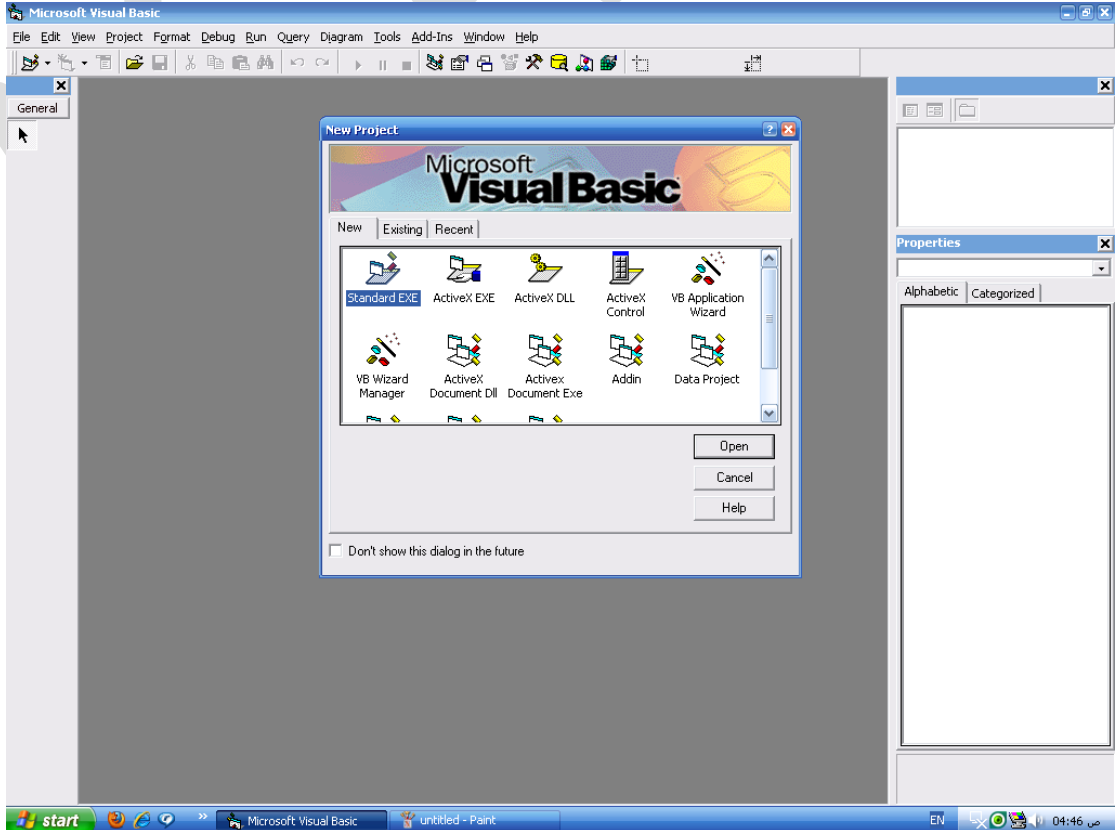 Microsoft Visual Basic
File Edit View Project Format Debug Run Query Diagram Tools Add-Ins Window Help
General
New Project
Microsoft
Visual Basic
New Existing Recent
Standard EXE ActiveX EXE ActiveX DLL ActiveX Control VB Application Wizard
VB Wizard Manager ActiveX Document Dll Activex Document Exe Addin Data Project
Open
Cancel
Help
Don't show this dialog in the future
Properties
Alphabetic Categorized
start Microsoft Visual Basic untitled - Paint EN 04:46 ص